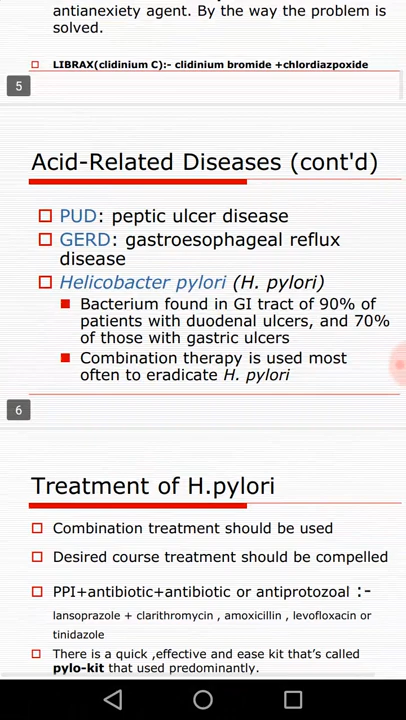 antianxiety agent. By the way the problem is
solved.
LIBRAX(clidinium C):- clidinium bromide +chlordiazpoxide
5
Acid-Related Diseases (cont'd)
PUD: peptic ulcer disease
GERD: gastroesophageal reflux
disease
Helicobacter pylori (H. pylori)
Bacterium found in GI tract of 90% of
patients with duodenal ulcers, and 70%
of those with gastric ulcers
Combination therapy is used most
often to eradicate H. pylori
6
Treatment of H.pylori
Combination treatment should be used
Desired course treatment should be compelled
PPI+antibiotic+antibiotic or antiprotozoal :-
lansoprazole + clarithromycin , amoxicillin , levofloxacin or
tinidazole
There is a quick ,effective and ease kit that's called
pylo-kit that used predominantly.